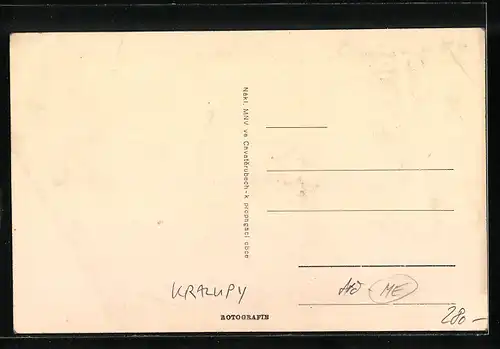 Nákl. MNV ve Chvatěrubech - k propagaci obce
KRALUPY
ME
280-
ROTOGRAFIE